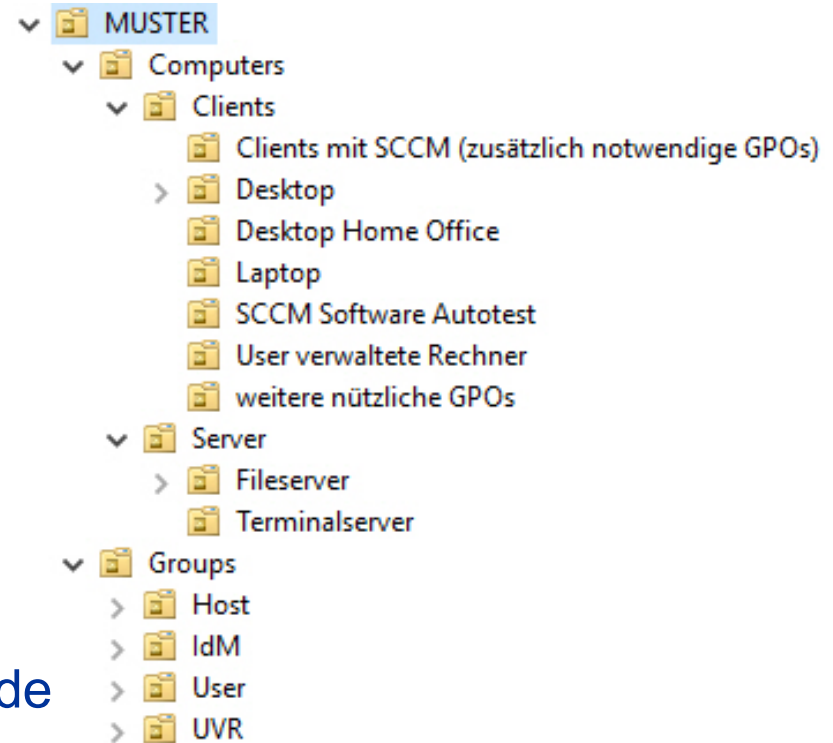 MUSTER
Computers
Clients
Clients mit SCCM (zusätzlich notwendige GPOs)
Desktop
Desktop Home Office
Laptop
SCCM Software Autotest
User verwaltete Rechner
weitere nützliche GPOs
Server
Fileserver
Terminalserver
Groups
Host
IdM
de User
UVR